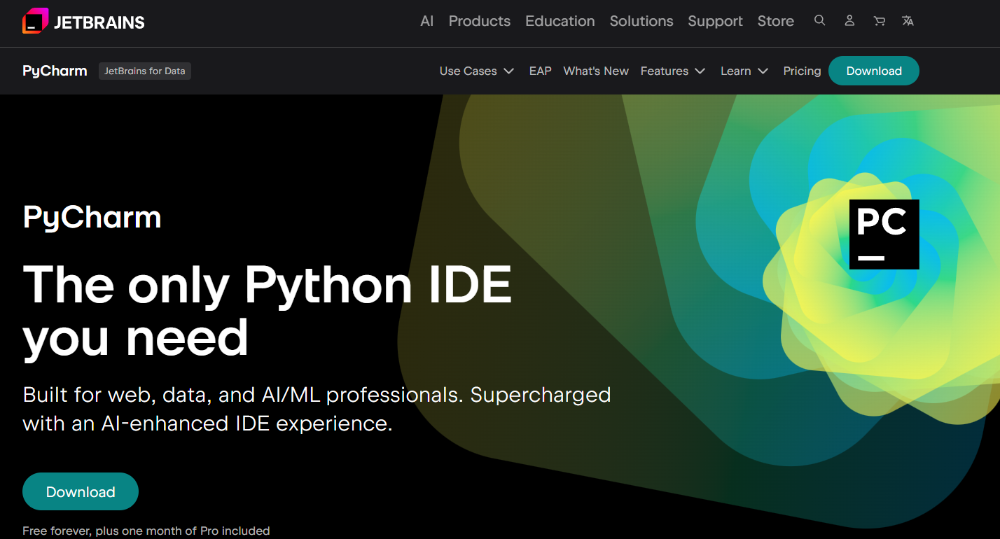 JETBRAINS
AI Products Education Solutions Support Store
PyCharm JetBrains for Data
Use Cases EAP What's New Features Learn Pricing Download
PyCharm
The only Python IDE
you need
Built for web, data, and AI/ML professionals. Supercharged
with an AI-enhanced IDE experience.
PC
Download
Free forever, plus one month of Pro included